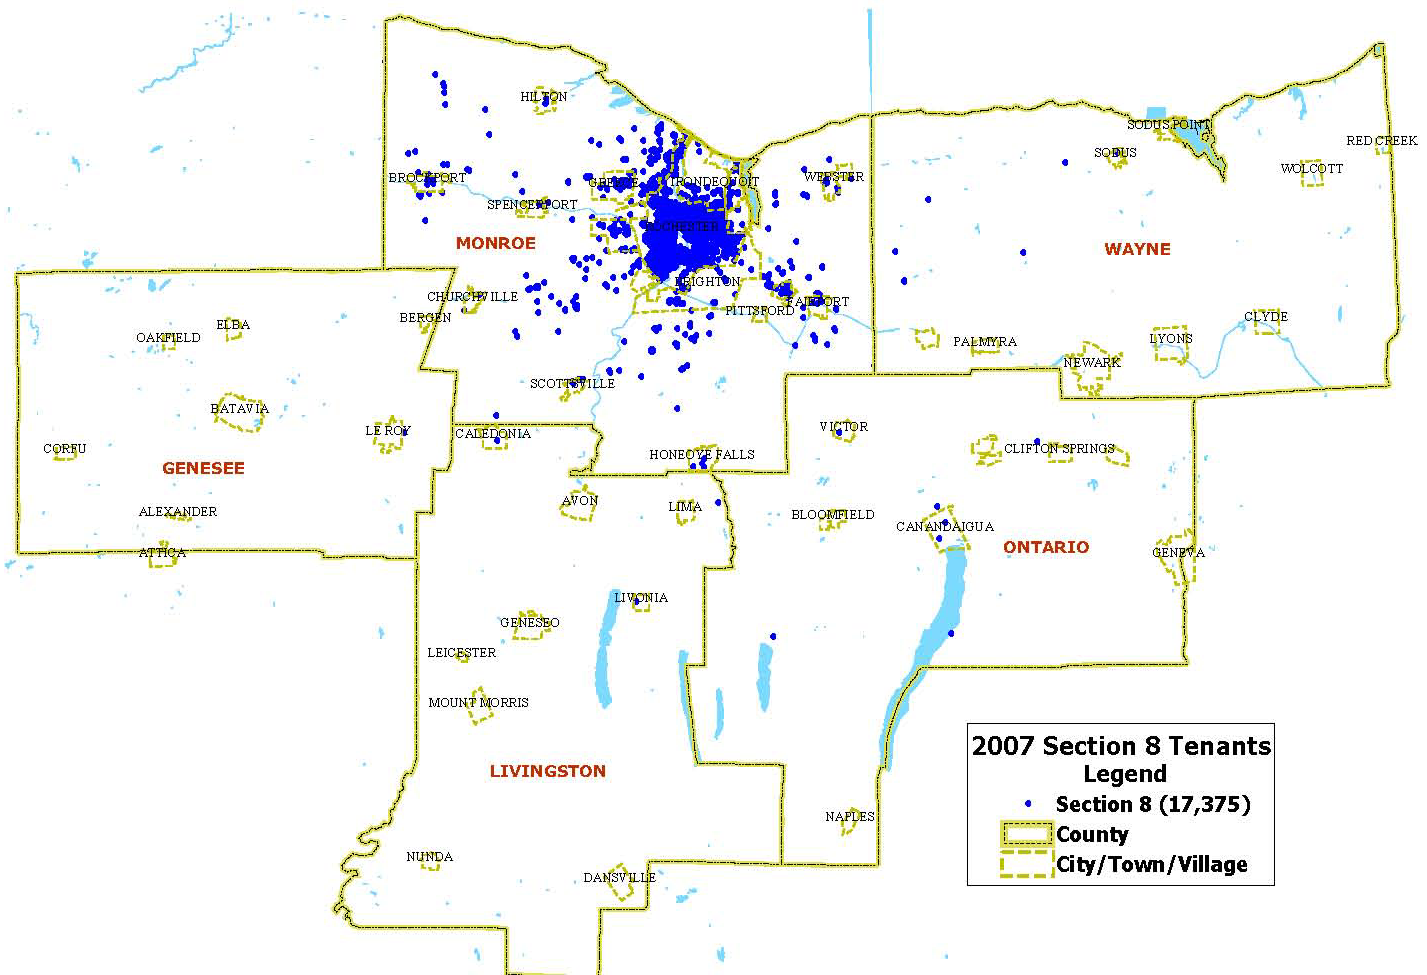 HILTON
SODUS POINT
RED CREEK
SODUS
WOLCOTT
BROCKPORT
GREECE
IRONDEQUOIT
WEBSTER
SPENCERPORT
ROCHESTER
MONROE
WAYNE
BRIGHTON
CHURCHVILLE
FAIRPORT
PITTSFORD
BERGEN
CLYDE
ELBA
OAKFIELD
PALMYRA
LYONS
NEWARK
SCOTTSVILLE
BATAVIA
LE ROY
CALEDONIA
VICTOR
CORFU
CLIFTON SPRINGS
HONEOYE FALLS
GENESEE
AVON
LIMA
ALEXANDER
BLOOMFIELD
CANANDAIGUA
ONTARIO
ATTICA
GENEVA
LIVONIA
GENESEO
LEICESTER
MOUNT MORRIS
LIVINGSTON
NAPLES
NUNDA
DANSVILLE
2007 Section 8 Tenants
Legend
Section 8 (17,375)
County
City/Town/Village